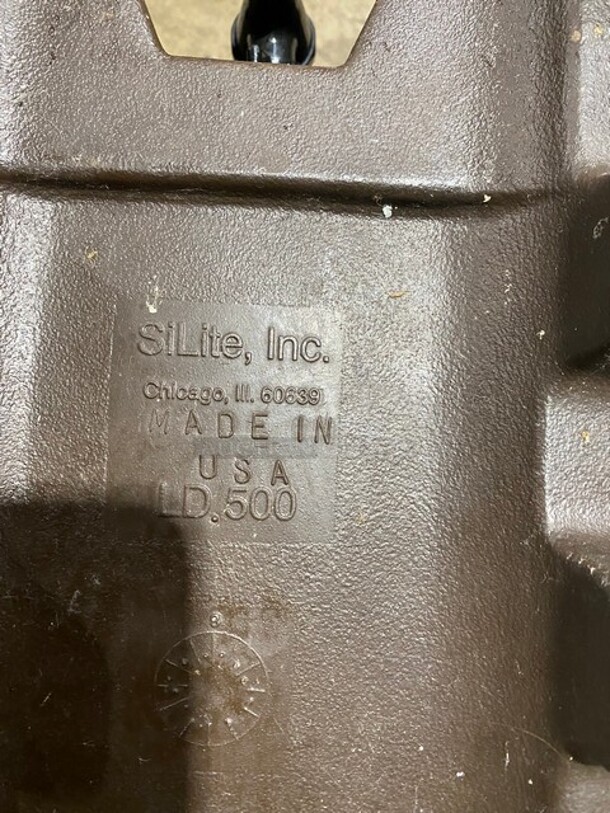 SiLite, Inc.
Chicago, Ill. 60639
MADE IN
USA
LD.500